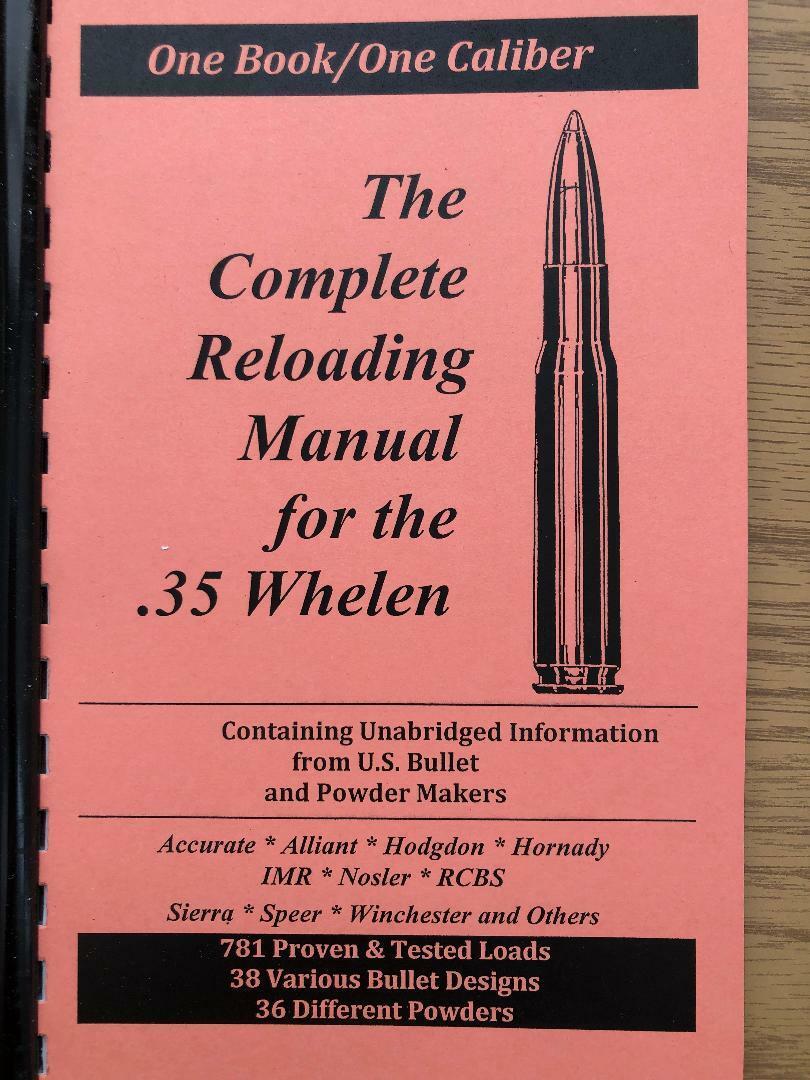 One Book/One Caliber
The
Complete
Reloading
Manual
for the
.35 Whelen
Containing Unabridged Information
from U.S. Bullet
and Powder Makers
Accurate * Alliant * Hodgdon * Hornady
IMR * Nosler * RCBS
Sierra * Speer * Winchester and Others
781 Proven & Tested Loads
38 Various Bullet Designs
36 Different Powders